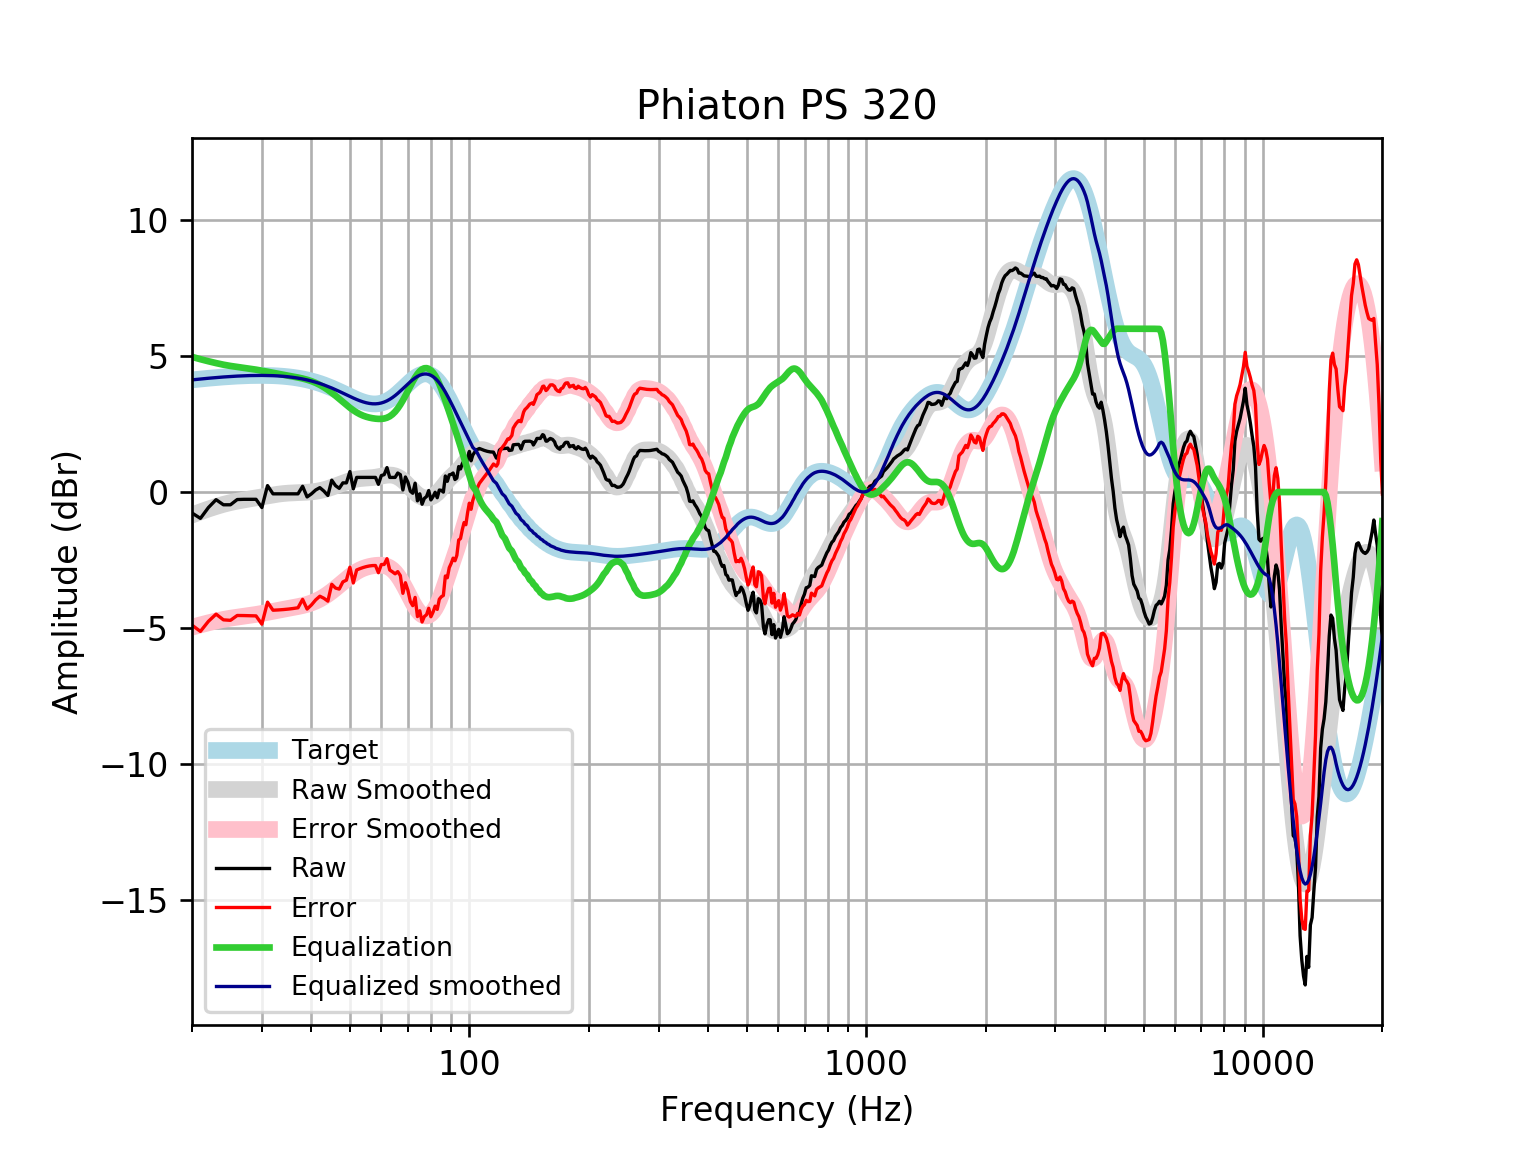 Phiaton PS 320
10
5
0
−5
−10
−15
Amplitude (dBr)
Target
Raw Smoothed
Error Smoothed
Raw
Error
Equalization
Equalized smoothed
100
1000
10000
Frequency (Hz)